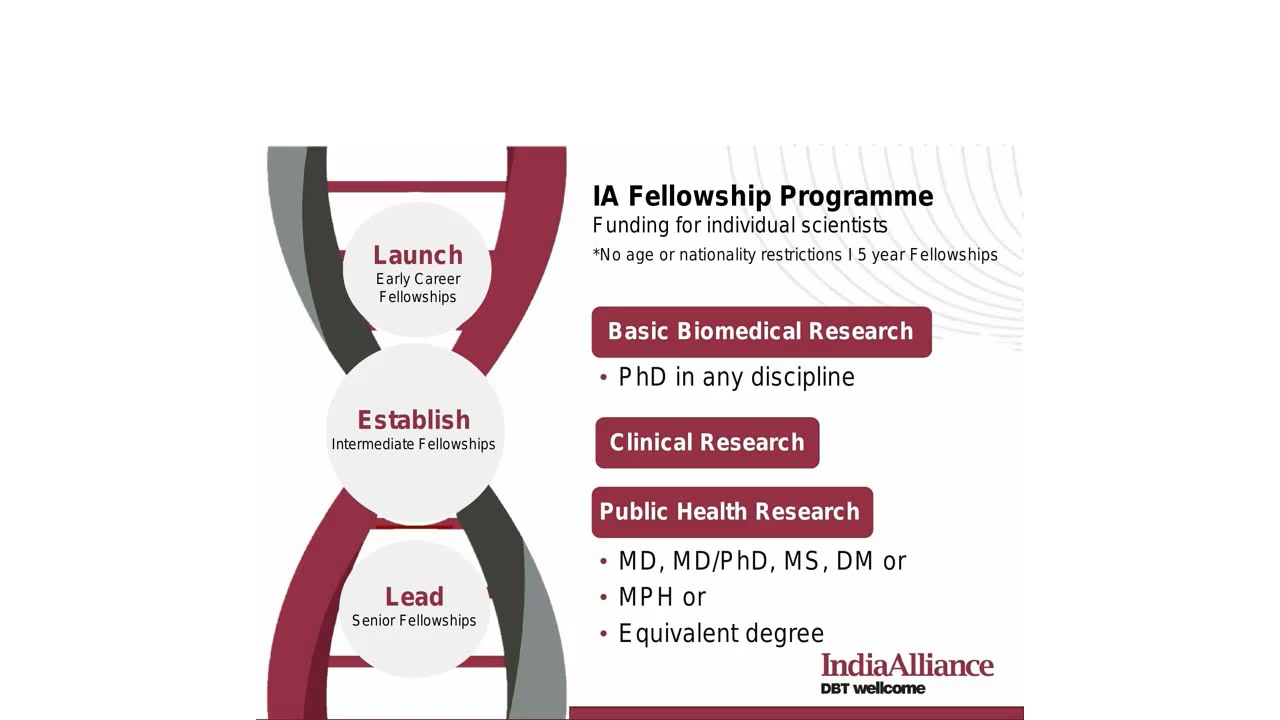 Launch
Early Career
Fellowships
Establish
Intermediate Fellowships
Lead
Senior Fellowships
IA Fellowship Programme
Funding for individual scientists
*No age or nationality restrictions I 5 year Fellowships
Basic Biomedical Research
• PhD in any discipline
Clinical Research
Public Health Research
• MD, MD/PhD, MS, DM or
• MPH or
• Equivalent degree
IndiaAlliance
DBT wellcome